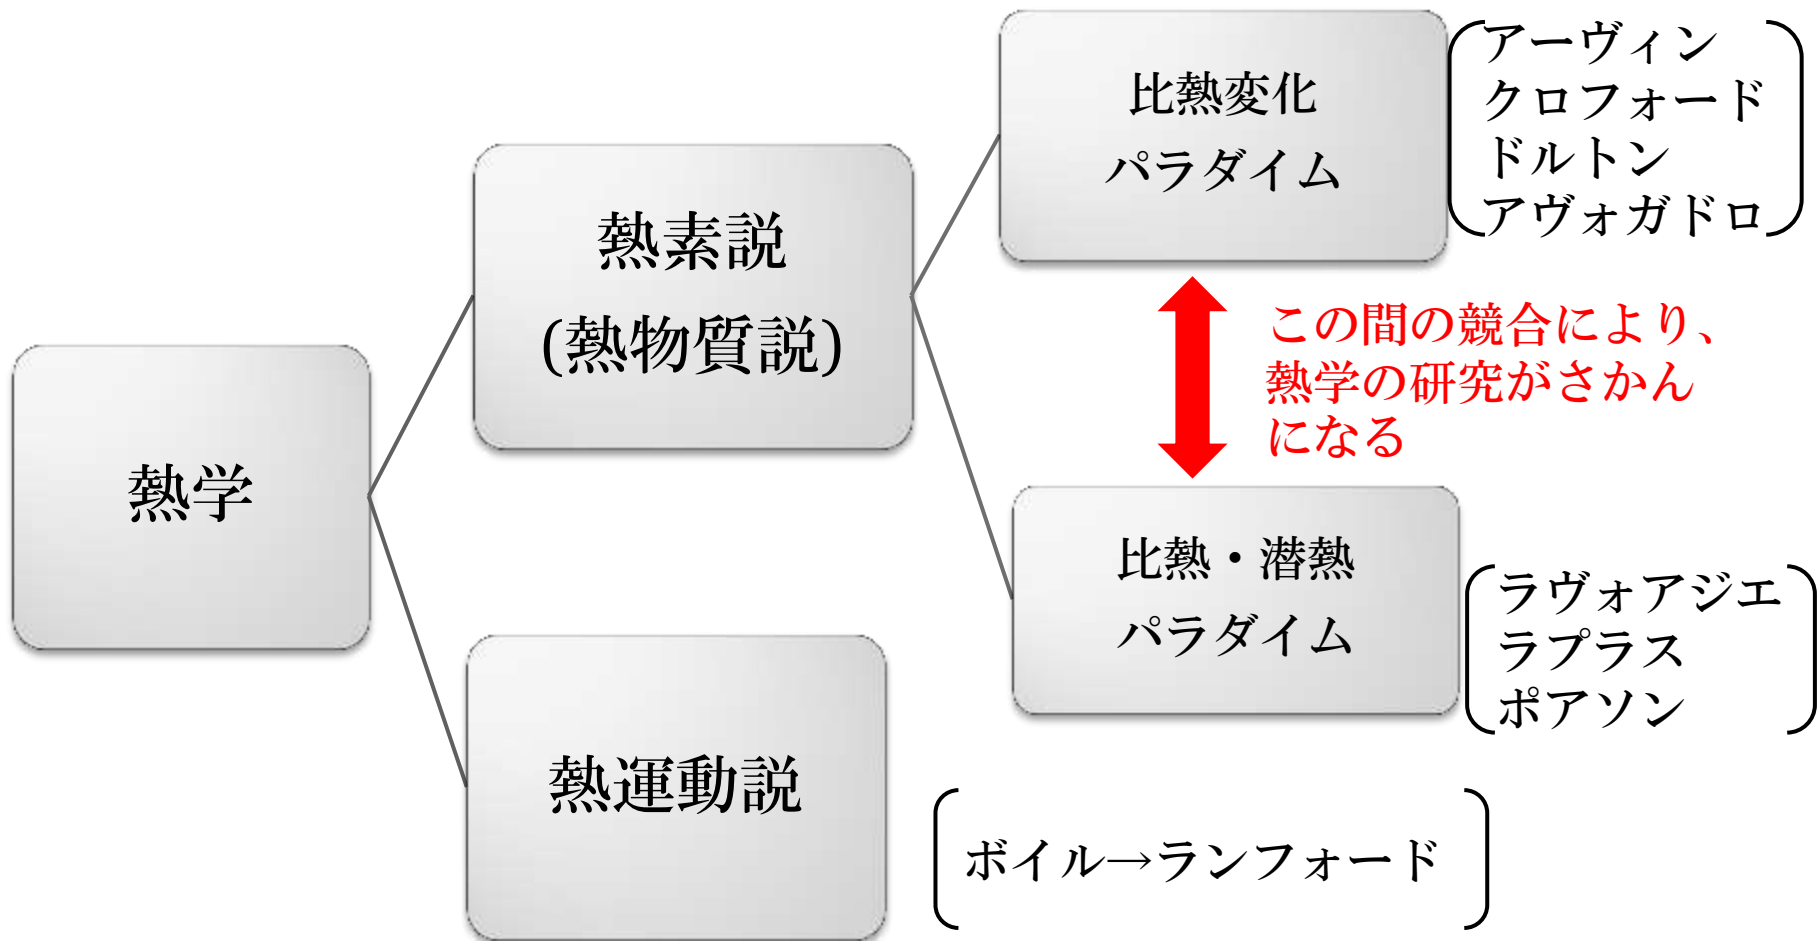 熱学
熱素説
(熱物質説)
熱運動説
比熱変化
パラダイム
アーヴィン
クロフォード
ドルトン
アヴォガドロ
この間の競合により、
熱学の研究がさかん
になる
比熱・潜熱
パラダイム
ラヴォアジエ
ラプラス
ポアソン
ボイル→ランフォード